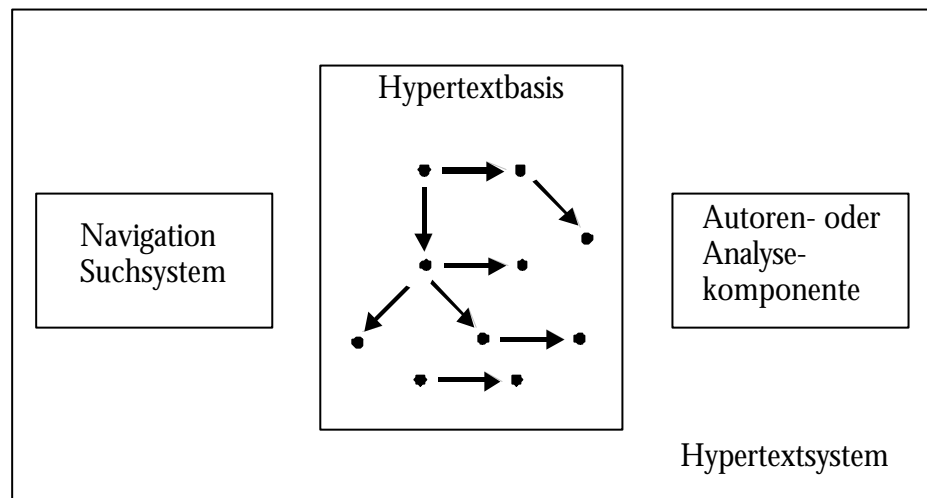 Hypertextbasis
Navigation
Suchsystem
Autoren- oder
Analyse-
komponente
Hypertextsystem